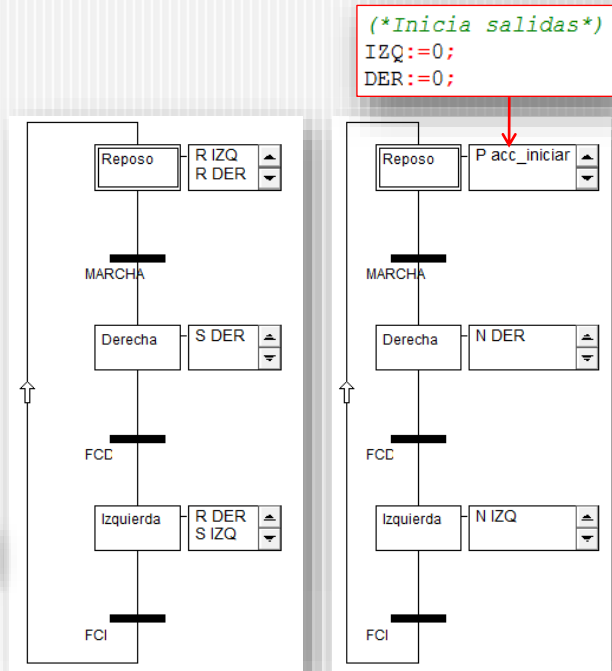 (*Inicia salidas*)
IZQ:=0;
DER:=0;
Reposo
R IZQ
R DER
MARCHA
Derecha
S DER
FCD
Izquierda
R DER
S IZQ
FCI
Reposo
P acc_iniciar
MARCHA
Derecha
N DER
FCD
Izquierda
N IZQ
FCI